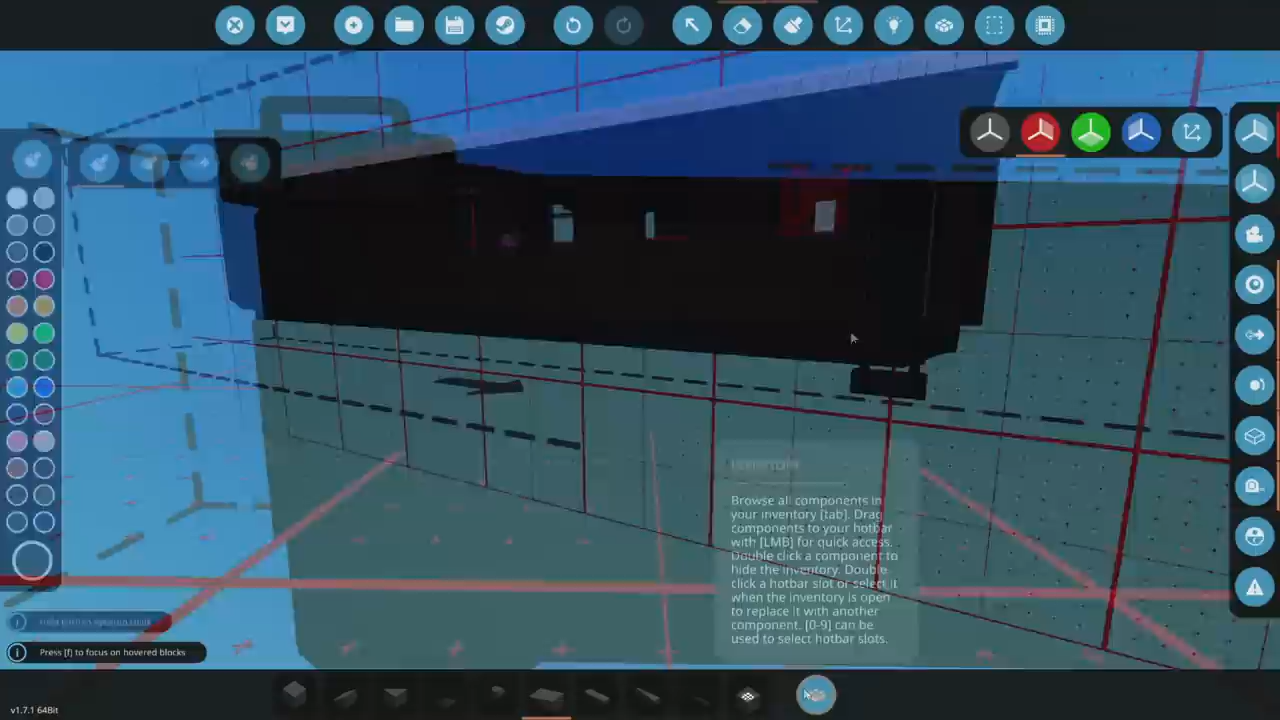 Browse all components in
your inventory [tab]. Drag
components to your hotbar
with [LMB] for quick access.
Double click a component to
hide the inventory. Double
click a hotbar slot or select it
when the inventory is open
to replace it with another
component. [0-9] can be
used to select hotbar slots.
Press [f] to focus on hovered blocks
v1.7.1 64Bit